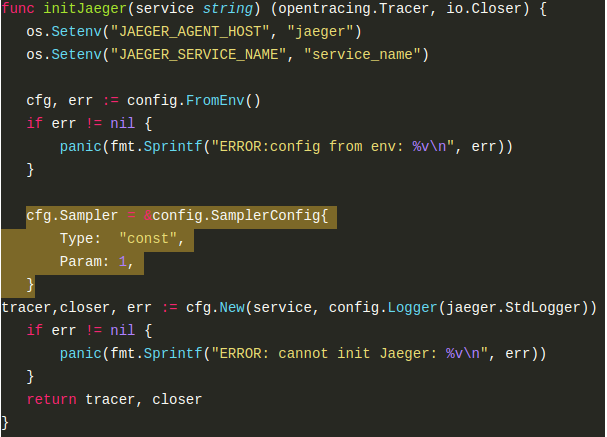 func initJaeger(service string) (opentracing.Tracer, io.Closer) {
os.Setenv("JAEGER_AGENT_HOST", "jaeger")
os.Setenv("JAEGER_SERVICE_NAME", "service_name")
cfg, err := config.FromEnv()
if err != nil {
panic(fmt.Sprintf("ERROR:config from env: %v\n", err))
}
cfg.Sampler = &config.SamplerConfig{
Type:  "const",
Param: 1,
}
tracer,closer, err := cfg.New(service, config.Logger(jaeger.StdLogger))
if err != nil {
panic(fmt.Sprintf("ERROR: cannot init Jaeger: %v\n", err))
}
return tracer, closer
}